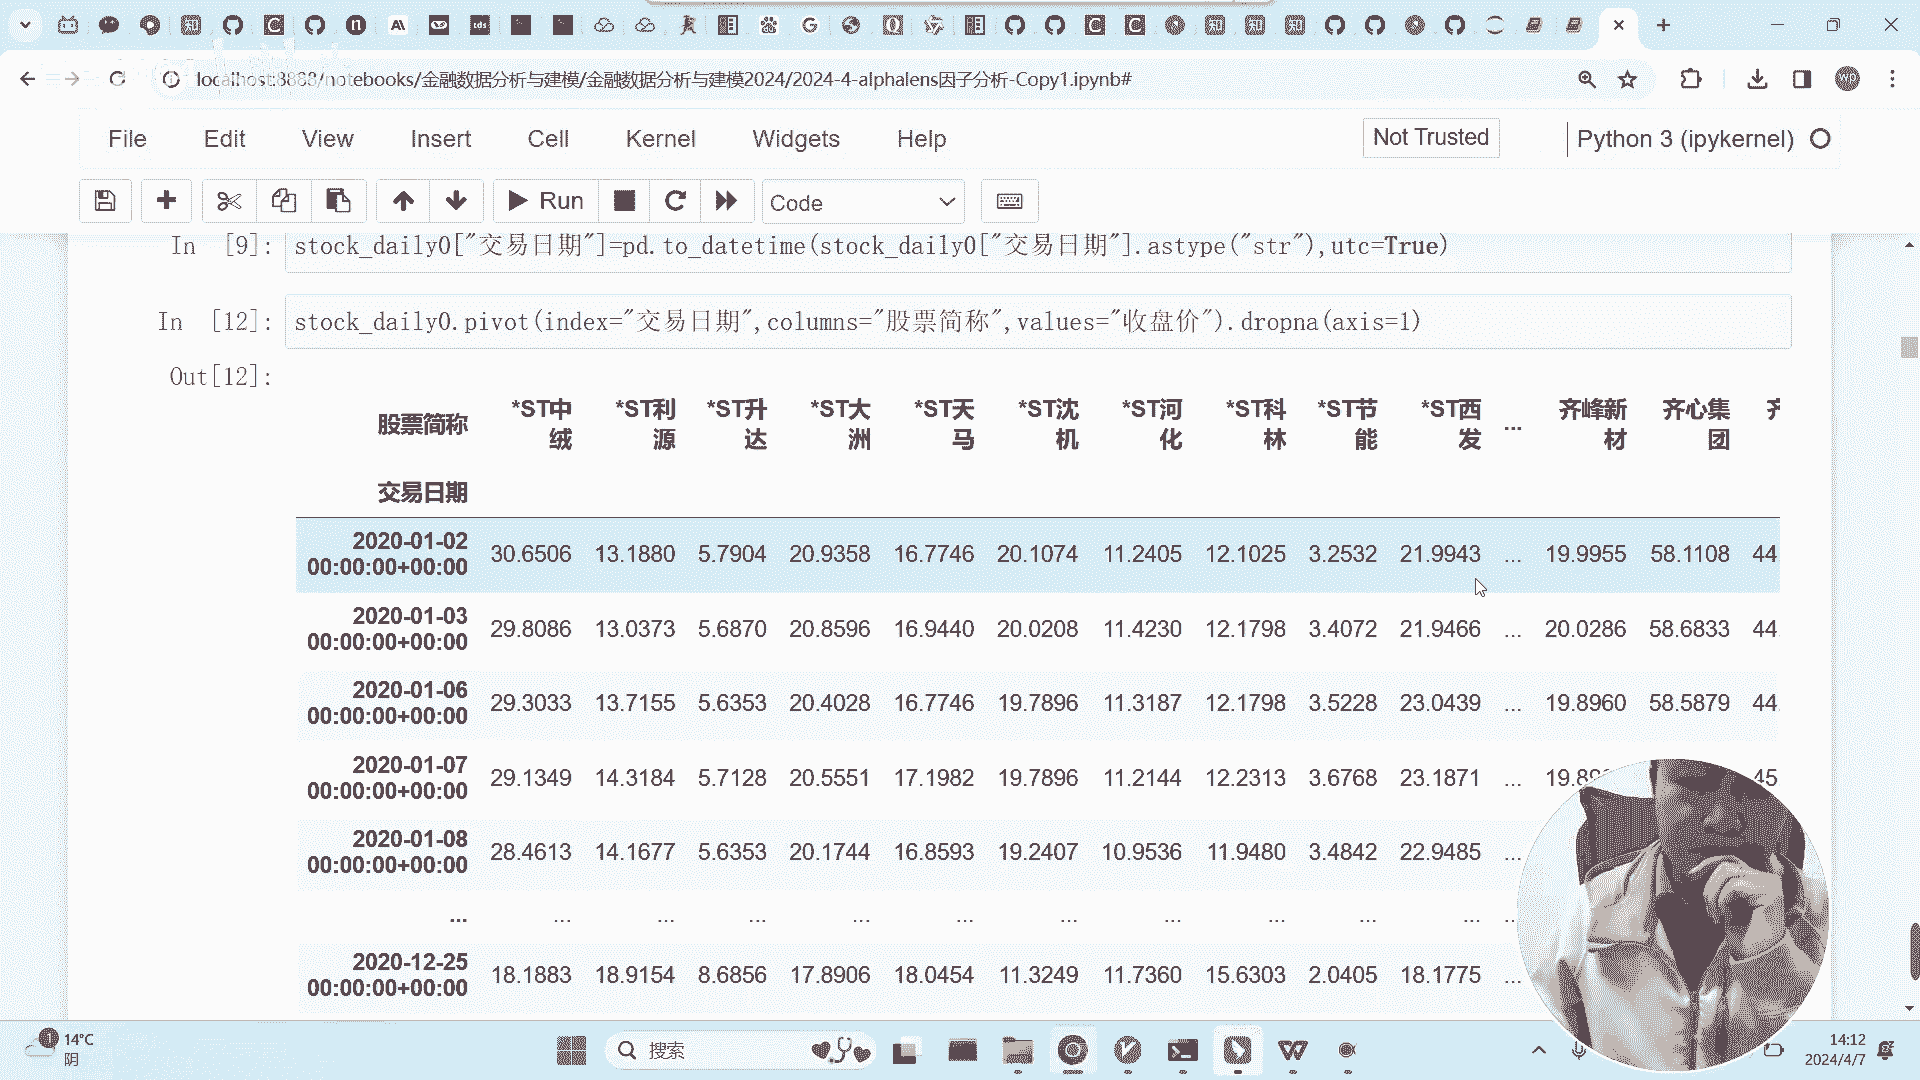 localhost:8888/notebooks/金融数据分析与建模/金融数据分析与建模2024/2024-4-alphalens因子分析-Copy1.ipynb#
File Edit View Insert Cell Kernel Widgets Help Not Trusted Python 3 (ipykernel)
Run Code
In [9]: stock_daily0["交易日期"]=pd.to_datetime(stock_daily0["交易日期"].astype("str"),utc=True)
In [12]: stock_daily0.pivot(index="交易日期",columns="股票简称",values="收盘价").dropna(axis=1)
Out[12]:
股票简称 *ST中绒 *ST利源 *ST升达 *ST大洲 *ST天马 *ST沈机 *ST河化 *ST科林 *ST节能 *ST西发 ... 齐峰新材 齐心集团
交易日期
2020-01-02 00:00:00+00:00 30.6506 13.1880 5.7904 20.9358 16.7746 20.1074 11.2405 12.1025 3.2532 21.9943 ... 19.9955 58.1108 44.
2020-01-03 00:00:00+00:00 29.8086 13.0373 5.6870 20.8596 16.9440 20.0208 11.4230 12.1798 3.4072 21.9466 ... 20.0286 58.6833 44.
2020-01-06 00:00:00+00:00 29.3033 13.7155 5.6353 20.4028 16.7746 19.7896 11.3187 12.1798 3.5228 23.0439 ... 19.8960 58.5879 44.
2020-01-07 00:00:00+00:00 29.1349 14.3184 5.7128 20.5551 17.1982 19.7896 11.2144 12.2313 3.6768 23.1871 ... 45
2020-01-08 00:00:00+00:00 28.4613 14.1677 5.6353 20.1744 16.8593 19.2407 10.9536 11.9480 3.4842 22.9485 ...
... ... ... ... ... ... ... ... ... ... ... ...
2020-12-25 00:00:00+00:00 18.1883 18.9154 8.6856 17.8906 18.0454 11.3249 11.7360 15.6303 2.0405 18.1775 ...
14°C
阴
搜索
14:12
2024/4/7